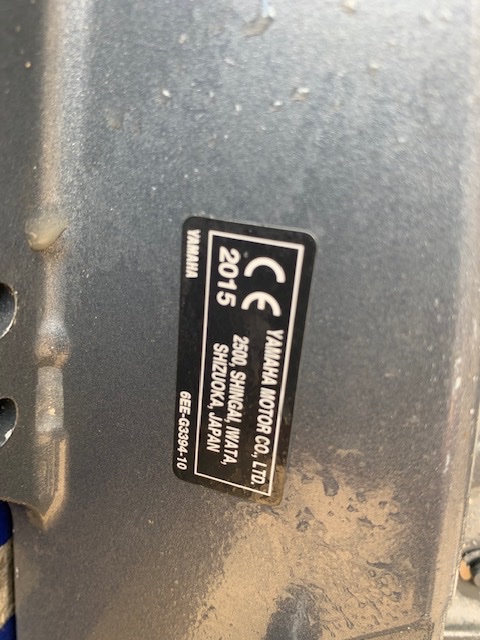 CE YAMAHA MOTOR CO., LTD.
2015 2500, SHINGAI, IWATA,
SHIZUOKA, JAPAN
YAMAHA 6EE-G3394-10